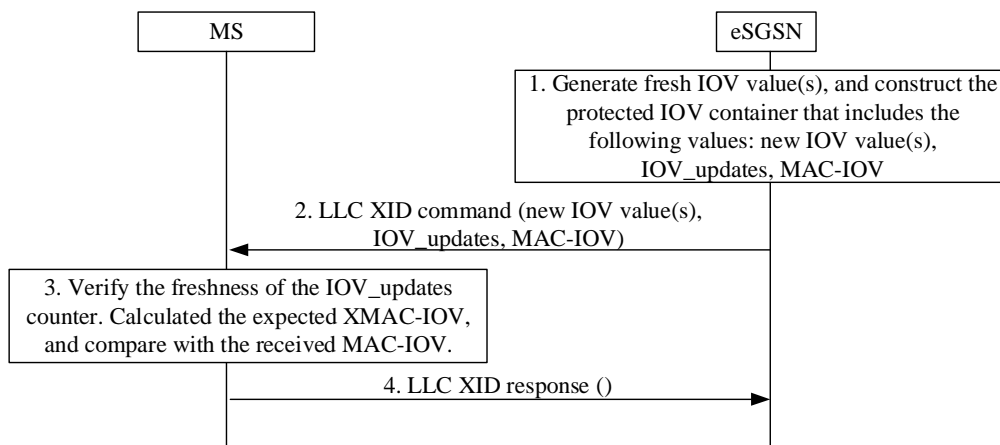 MS
eSGSN
1. Generate fresh IOV value(s), and construct the
protected IOV container that includes the
following values: new IOV value(s),
IOV_updates, MAC-IOV
2. LLC XID command (new IOV value(s),
IOV_updates, MAC-IOV)
3. Verify the freshness of the IOV_updates
counter. Calculated the expected XMAC-IOV,
and compare with the received MAC-IOV.
4. LLC XID response ()